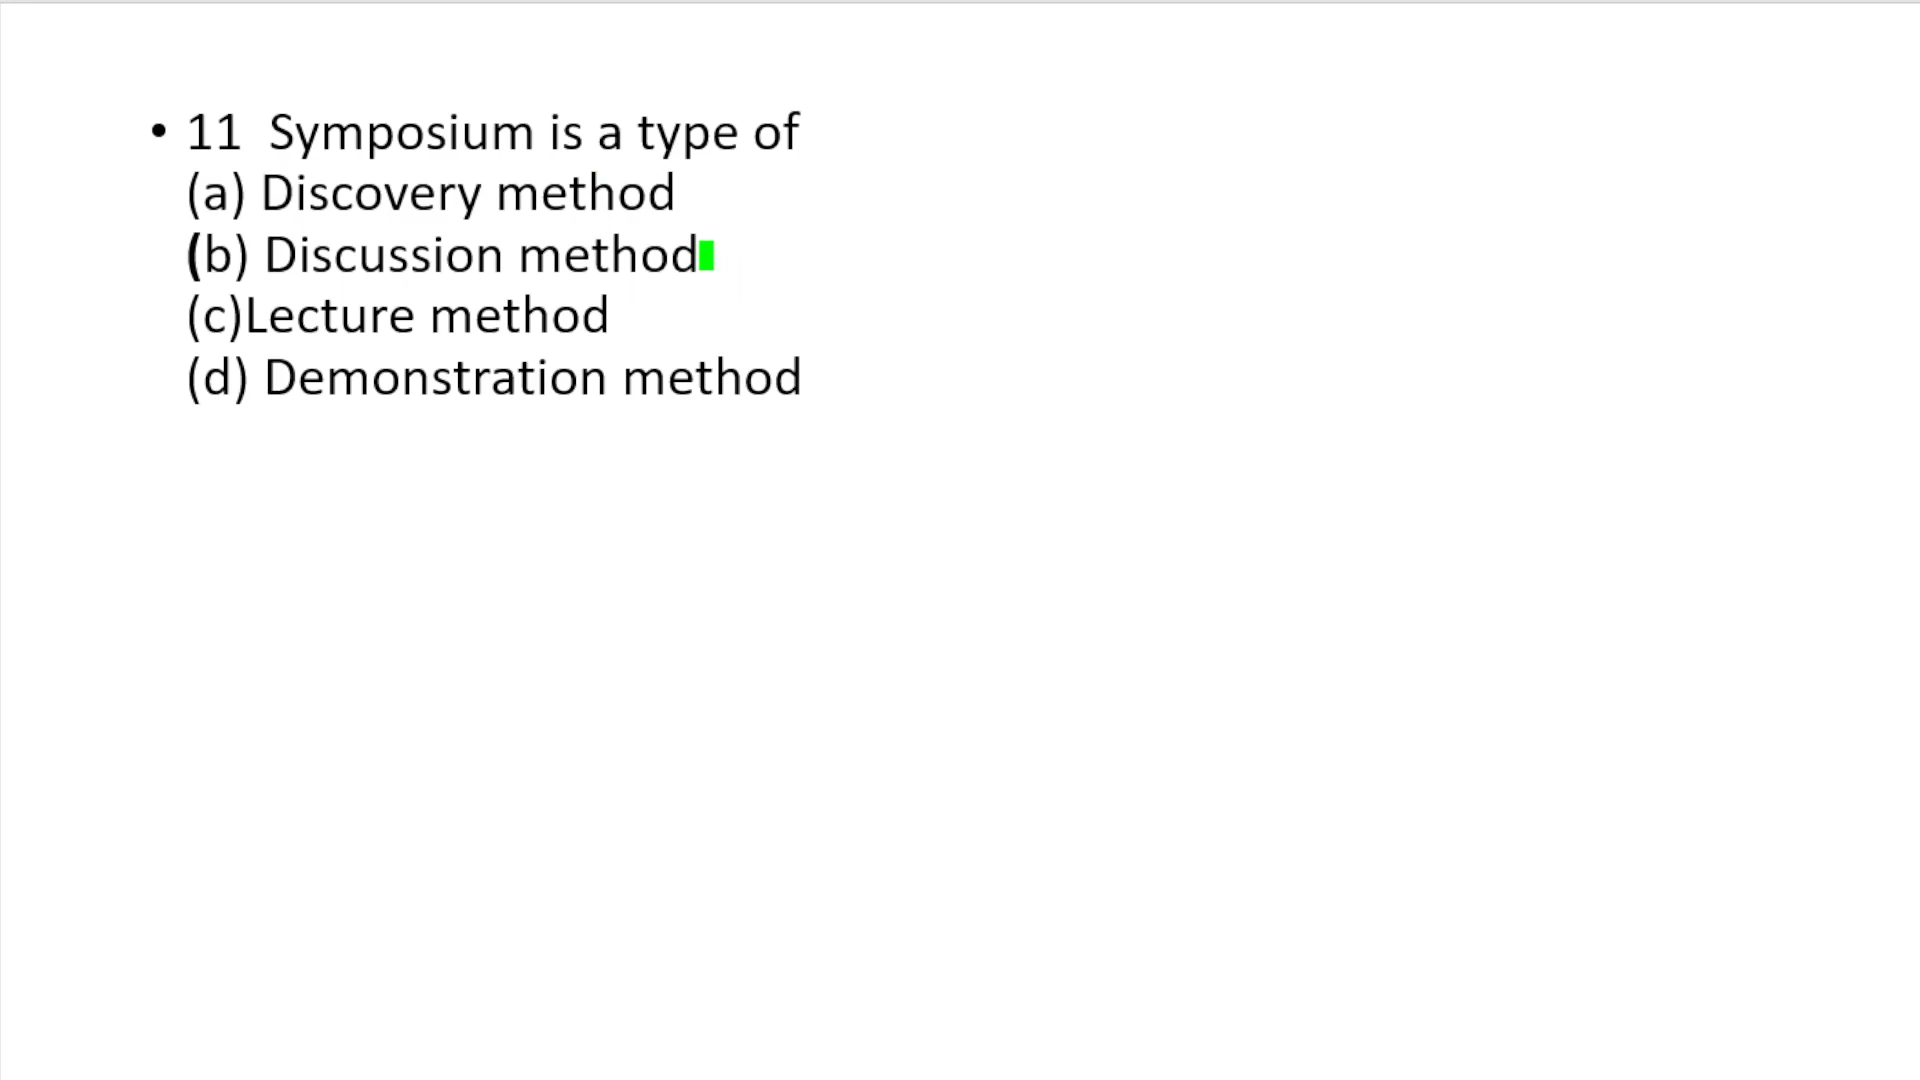 • 11  Symposium is a type of
(a) Discovery method
(b) Discussion method
(c)Lecture method
(d) Demonstration method